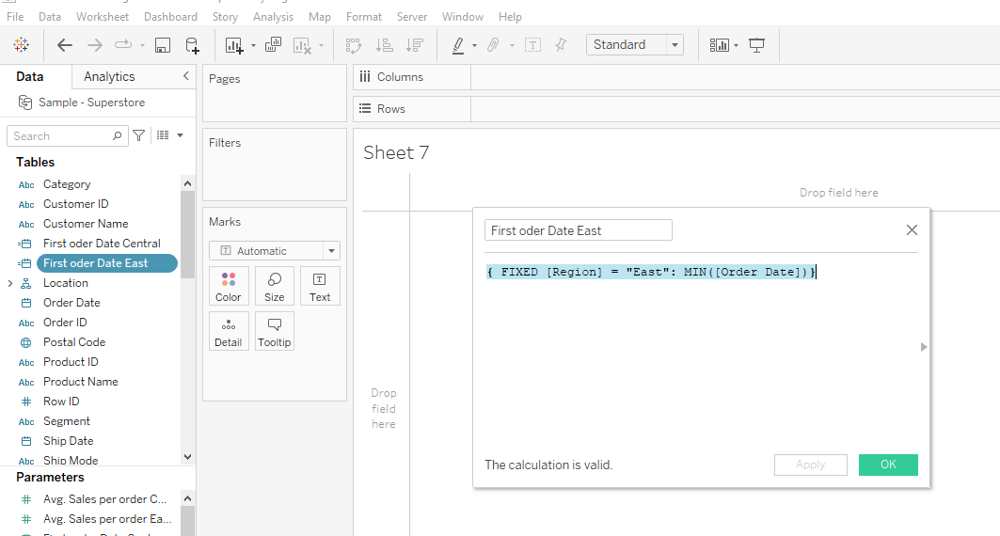 File Data Worksheet Dashboard Story Analysis Map Format Server Window Help
Standard
Data Analytics
Sample - Superstore
Search
Tables
Abc Category
Abc Customer ID
Abc Customer Name
First oder Date Central
First oder Date East
Location
Order Date
Abc Order ID
Postal Code
Abc Product ID
Abc Product Name
# Row ID
Abc Segment
Ship Date
Abc Ship Mode
Parameters
# Avg. Sales per order C...
# Avg. Sales per order Ea...
Pages
Filters
Marks
Automatic
Color Size Text
Detail Tooltip
Columns
Rows
Sheet 7
Drop field here
Drop
field
here
First oder Date East
{ FIXED [Region] = "East": MIN([Order Date])}
The calculation is valid.
Apply OK